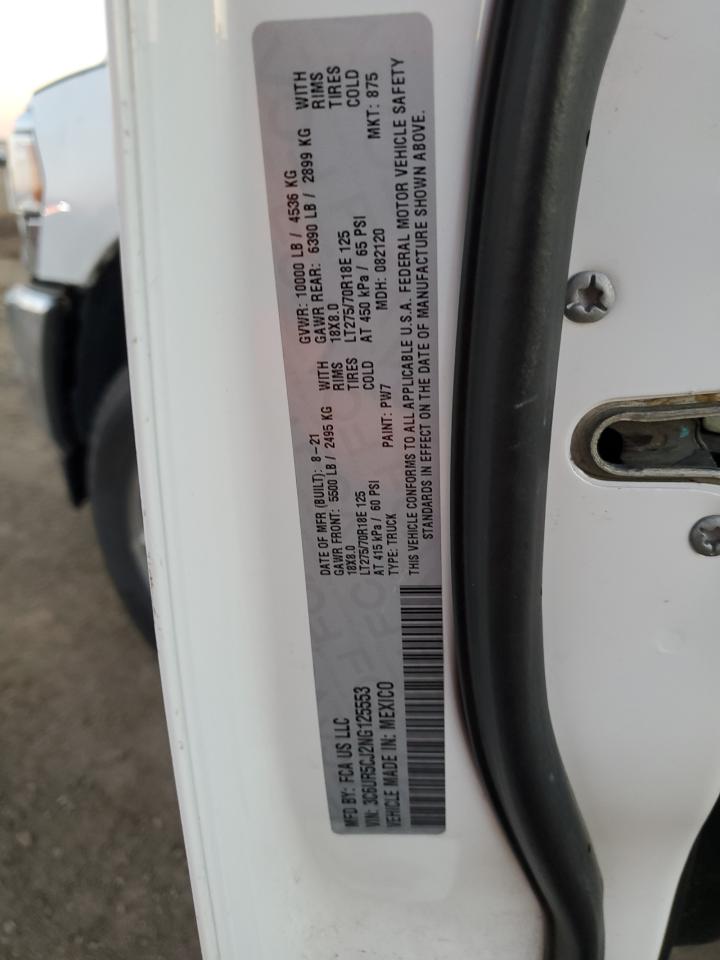 MFD BY: FCA US LLC
VIN: 3C6UR5CJ2NG125553
VEHICLE MADE IN: MEXICO
DATE OF MFR (BUILT): 8-21
GAWR FRONT: 5500 LB / 2495 KG WITH
18X8.0 RIMS
LT275/70R18E 125 TIRES
AT 415 kPa / 60 PSI COLD
TYPE: TRUCK PAINT: PW7
GVWR: 10000 LB / 4536 KG
GAWR REAR: 6390 LB / 2899 KG WITH
18X8.0 RIMS
LT275/70R18E 125 TIRES
AT 450 kPa / 65 PSI COLD
MDH: 082120 MKT: 875
THIS VEHICLE CONFORMS TO ALL APPLICABLE U.S.A. FEDERAL MOTOR VEHICLE SAFETY
STANDARDS IN EFFECT ON THE DATE OF MANUFACTURE SHOWN ABOVE.